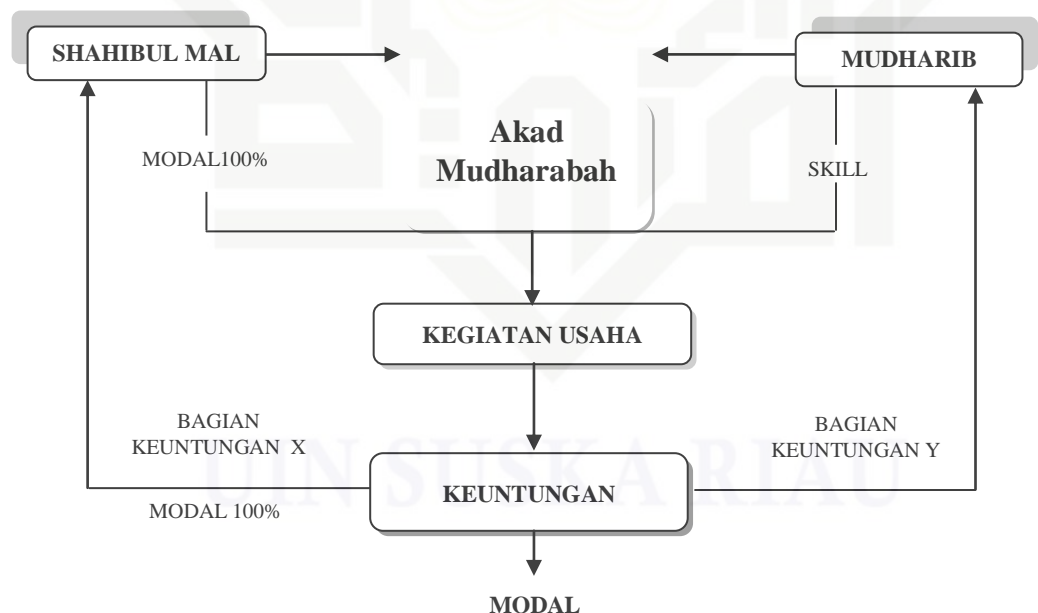 SHAHIBUL MAL
MUDHARIB
Akad
Mudharabah
MODAL100%
SKILL
KEGIATAN USAHA
BAGIAN
KEUNTUNGAN X
BAGIAN
KEUNTUNGAN Y
KEUNTUNGAN
UIN SUSKA RIAU
MODAL 100%
MODAL